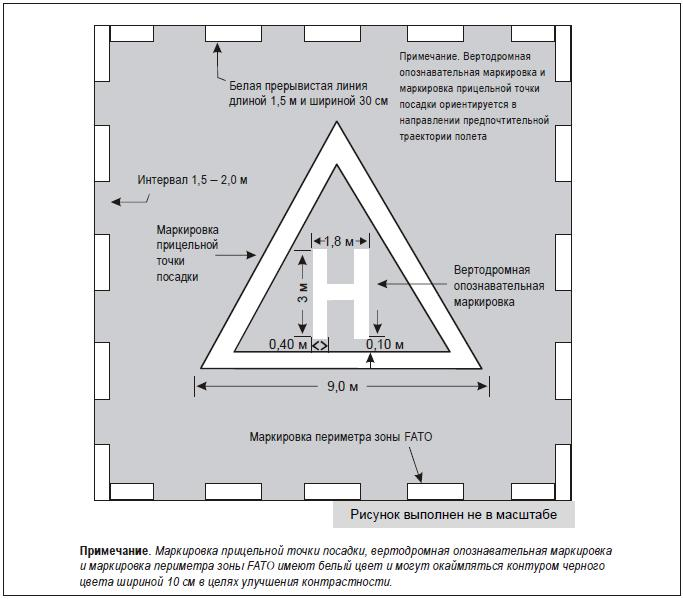 Примечание. Вертодромная
опознавательная маркировка и
маркировка прицельной точки
посадки ориентируется в
направлении предпочтительной
траектории полета
Белая прерывистая линия
длиной 1,5 м и шириной 30 см
Интервал 1,5 – 2,0 м
Маркировка
прицельной
точки
посадки
1,8 м
3 м
H
Вертодромная
опознавательная
маркировка
0,40 м
0,10 м
9,0 м
Маркировка периметра зоны FATO
Рисунок выполнен не в масштабе
Примечание. Маркировка прицельной точки посадки, вертодромная опознавательная маркировка
и маркировка периметра зоны FATO имеют белый цвет и могут окаймляться контуром черного
цвета шириной 10 см в целях улучшения контрастности.